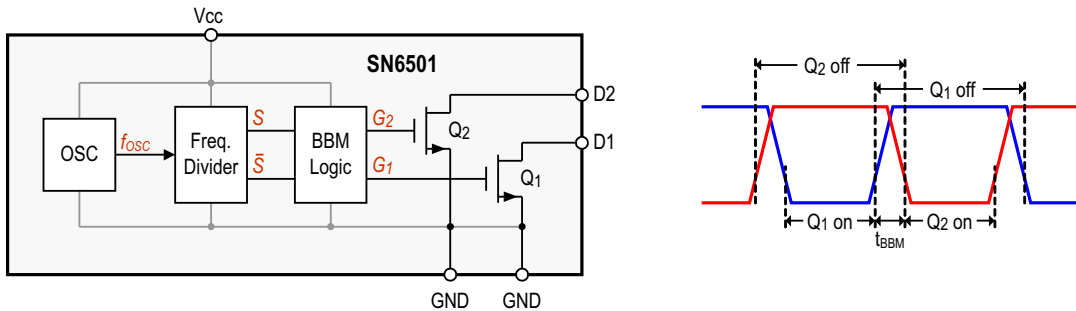 Vcc
SN6501
OSC
fOSC
Freq.
Divider
S
S̅
BBM
Logic
G2
G1
Q2
Q1
D2
D1
GND
GND
Q2 off
Q1 off
Q1 on
tBBM
Q2 on